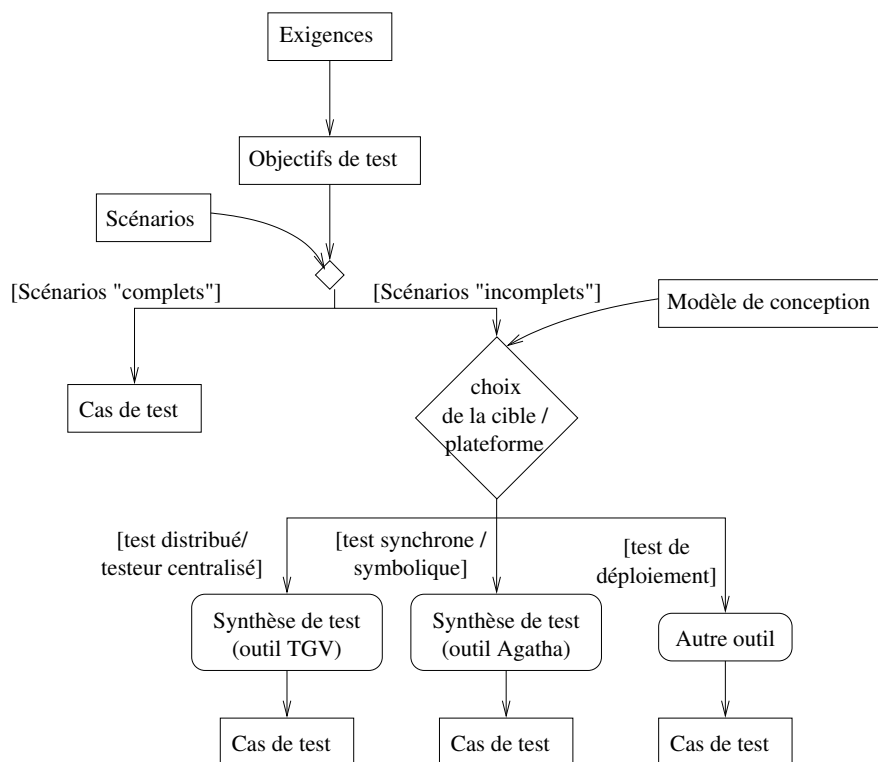 Exigences
Objectifs de test
Scénarios
[Scénarios "complets"]
[Scénarios "incomplets"]
Modèle de conception
Cas de test
choix
de la cible /
plateforme
[test distribué/
testeur centralisé]
[test synchrone /
symbolique]
[test de
déploiement]
Synthèse de test
(outil TGV)
Synthèse de test
(outil Agatha)
Autre outil
Cas de test
Cas de test
Cas de test